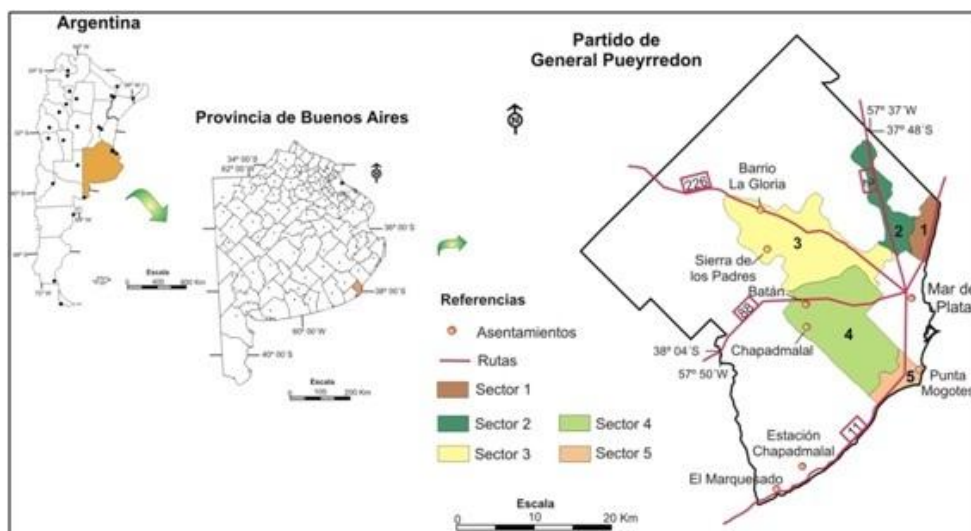 Argentina
Escala
Provincia de Buenos Aires
34º 00´S
62º 00´W
36º 00´S
38º 00´S
60º 00´W
40º 00´S
Escala
0 100 200 Km
Partido de
General Pueyrredon
57º 37´W
37º 48´S
226
2
Barrio
La Gloria
3
2
1
Sierra de
los Padres
Batán
Mar del
Plata
88
4
38º 04´S
57º 50´W
Chapadmalal
5
Punta
Mogotes
11
Estación
Chapadmalal
El Marquesado
Referencias
Asentamientos
Rutas
Sector 1
Sector 2
Sector 4
Sector 3
Sector 5
Escala
0 10 20 Km